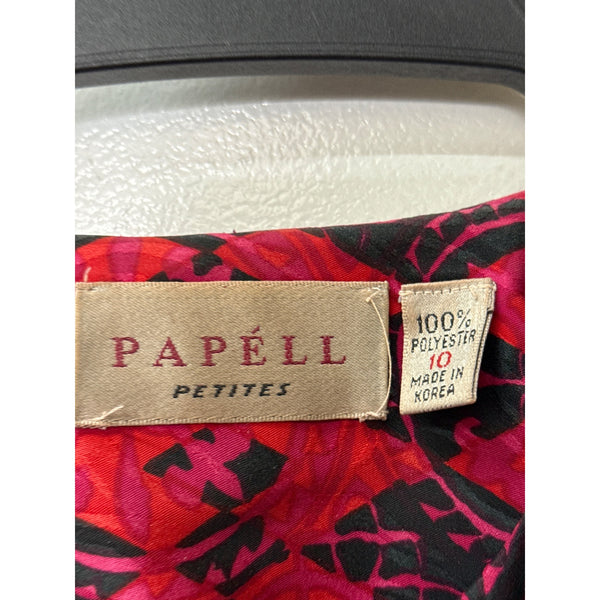 PAPÉLL
PETITES
100%
POLYESTER
10
MADE IN
KOREA